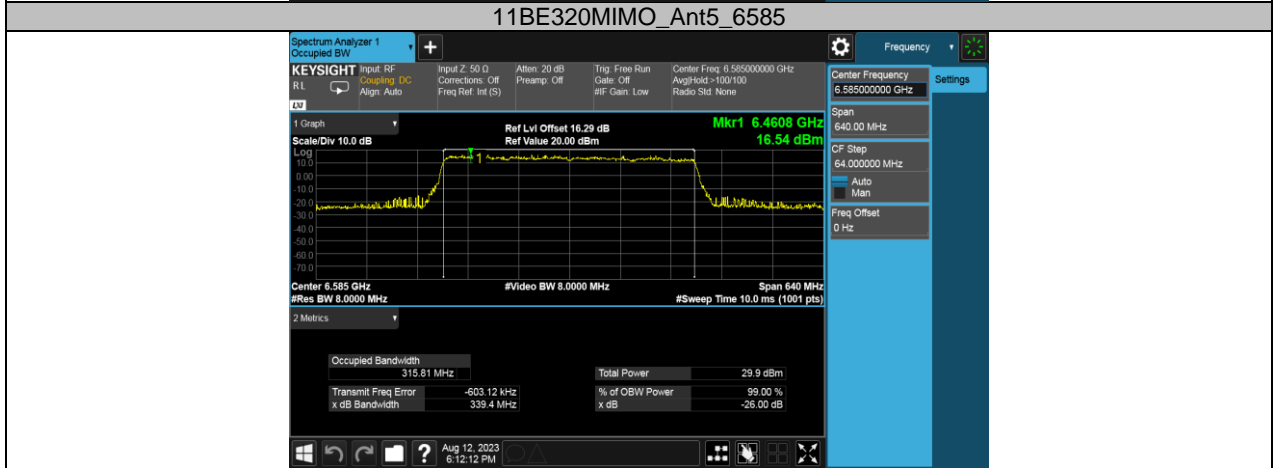 11BE320MIMO_Ant5_6585
Spectrum Analyzer 1
Occupied BW
+
Frequency
KEYSIGHT
RL
LXI
Input: RF
Coupling: DC
Align: Auto
Input Z: 50 Ω
Corrections: Off
Freq Ref: Int (S)
Atten: 20 dB
Preamp: Off
Trig: Free Run
Gate: Off
#IF Gain: Low
Center Freq: 6.585000000 GHz
Avg|Hold:>100/100
Radio Std: None
Center Frequency
6.585000000 GHz
Settings
Span
640.00 MHz
CF Step
64.000000 MHz
Auto
Man
Freq Offset
0 Hz
1 Graph
Scale/Div 10.0 dB
Ref Lvl Offset 16.29 dB
Ref Value 20.00 dBm
Mkr1 6.4608 GHz
16.54 dBm
Log
10.0
0.00
-10.0
-20.0
-30.0
-40.0
-50.0
-60.0
-70.0
1
Center 6.585 GHz
#Res BW 8.0000 MHz
#Video BW 8.0000 MHz
Span 640 MHz
#Sweep Time 10.0 ms (1001 pts)
2 Metrics
Occupied Bandwidth
315.81 MHz
Transmit Freq Error -603.12 kHz
x dB Bandwidth 339.4 MHz
Total Power 29.9 dBm
% of OBW Power 99.00 %
x dB -26.00 dB
?
Aug 12, 2023
6:12:12 PM